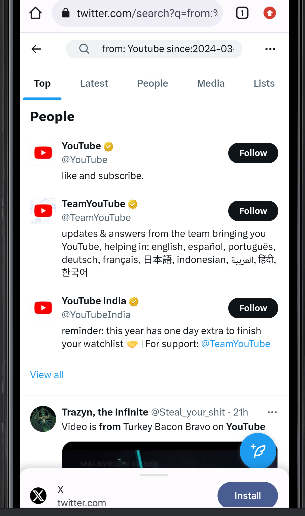 twitter.com/search?q=from:%
1
from: Youtube since:2024-03-
Top Latest People Media Lists
People
YouTube
@YouTube
Follow
like and subscribe.
TeamYouTube
@TeamYouTube
Follow
updates & answers from the team bringing you
YouTube, helping in: english, español, português,
deutsch, français, 日本語, indonesian, العربية, हिंदी,
한국어
YouTube India
@YouTubeIndia
Follow
reminder: this year has one day extra to finish
your watchlist 🤝 | For support: @TeamYouTube
View all
Trazyn, the Infinite @Steal_your_shit · 21h
Video is from Turkey Bacon Bravo on YouTube
X
twitter.com
Install